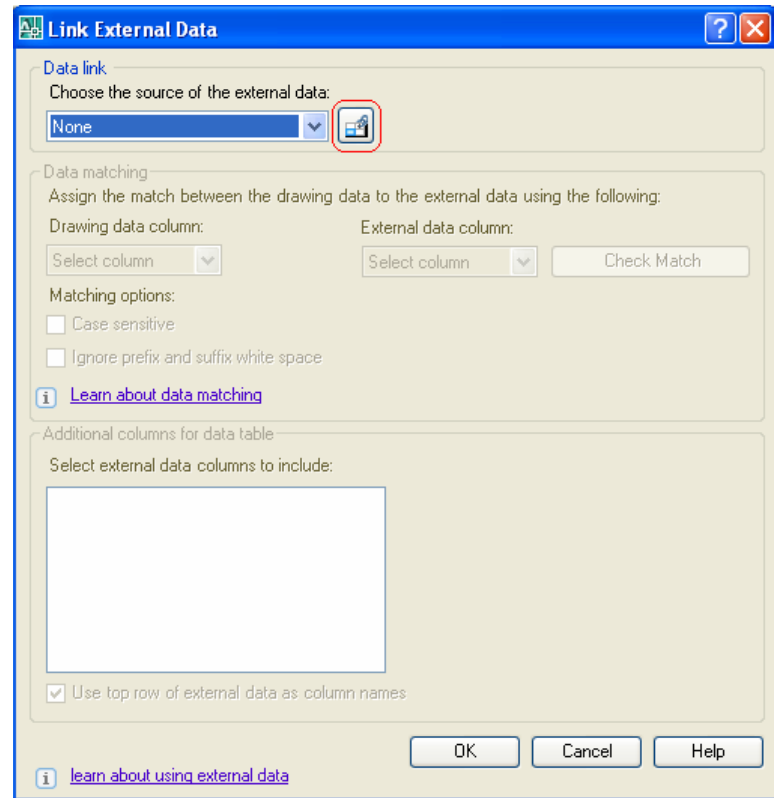 Link External Data
Data link
Choose the source of the external data:
None
Data matching
Assign the match between the drawing data to the external data using the following:
Drawing data column:
External data column:
Select column
Select column
Check Match
Matching options:
Case sensitive
Ignore prefix and suffix white space
Learn about data matching
Additional columns for data table
Select external data columns to include:
Use top row of external data as column names
OK
Cancel
Help
learn about using external data